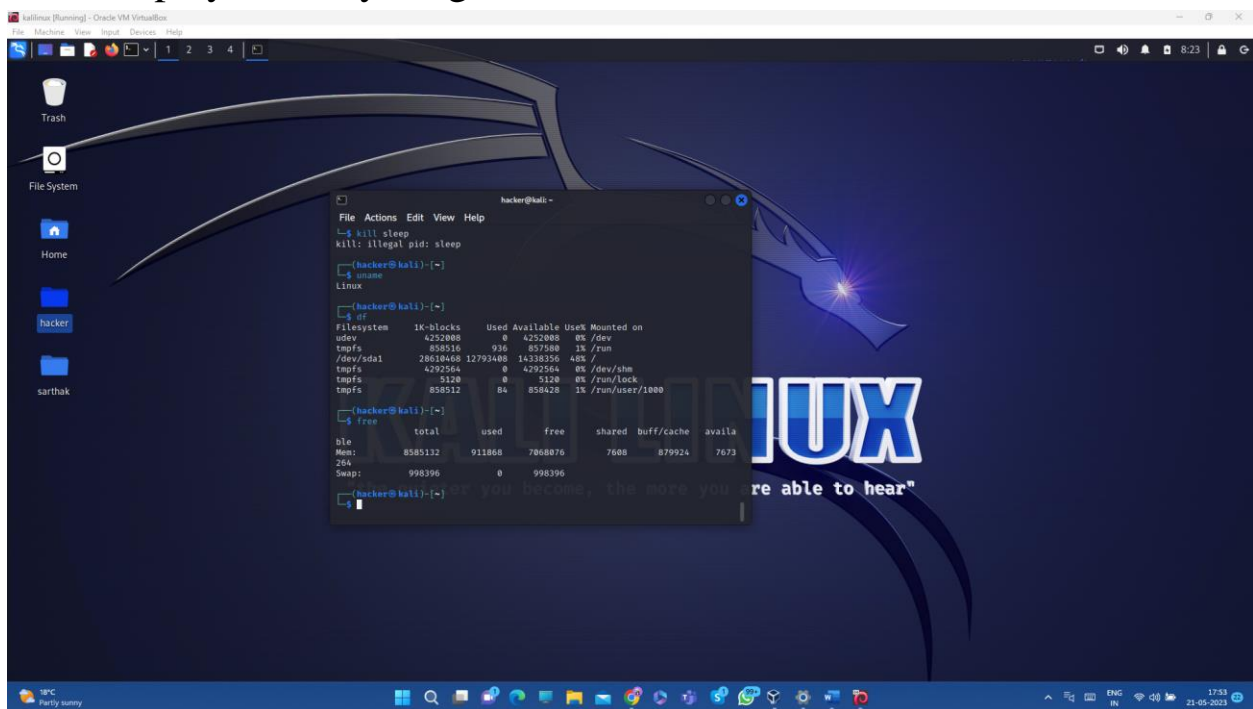 kalilinux [Running] - Oracle VM VirtualBox
File Machine View Input Devices Help
1 2 3 4
8:23
Trash
File System
Home
hacker
sarthak
hacker@kali: ~
File Actions Edit View Help
└─$ kill sleep
kill: illegal pid: sleep
┌──(hacker㉿kali)-[~]
└─$ uname
Linux
┌──(hacker㉿kali)-[~]
└─$ df
Filesystem 1K-blocks Used Available Use% Mounted on
udev 4252008 0 4252008 0% /dev
tmpfs 858516 936 857580 1% /run
/dev/sda1 28610468 12793408 14338356 48% /
tmpfs 4292564 0 4292564 0% /dev/shm
tmpfs 5120 0 5120 0% /run/lock
tmpfs 858512 84 858428 1% /run/user/1000
┌──(hacker㉿kali)-[~]
└─$ free
total used free shared buff/cache availa
ble
Mem: 8585132 911868 7068076 7608 879924 7673
264
Swap: 998396 0 998396
┌──(hacker㉿kali)-[~]
└─$
KALI LINUX
you become, the more you are able to hear"
18°C
Partly sunny
ENG
IN
17:53
21-05-2023